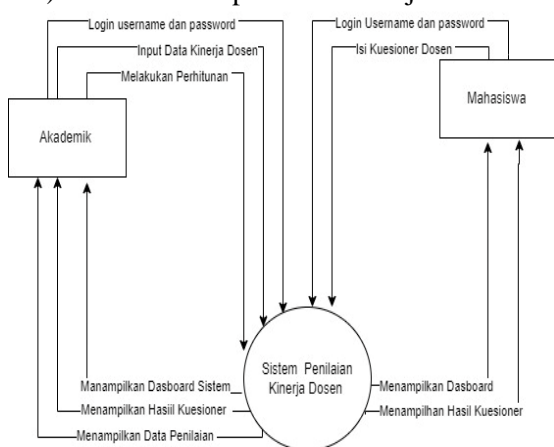 Login username dan password
Input Data Kinerja Dosen
Melakukan Perhitunan
Akademik
Login Username dan password
Isi Kuesioner Dosen
Mahasiswa
Sistem Penilaian
Kinerja Dosen
Manampilkan Dasboard Sistem
Menampilkan Hasiil Kuesioner
Menampilkan Data Penilaian
Menampilkan Dasboard
Menampilhan Hasil Kuesioner